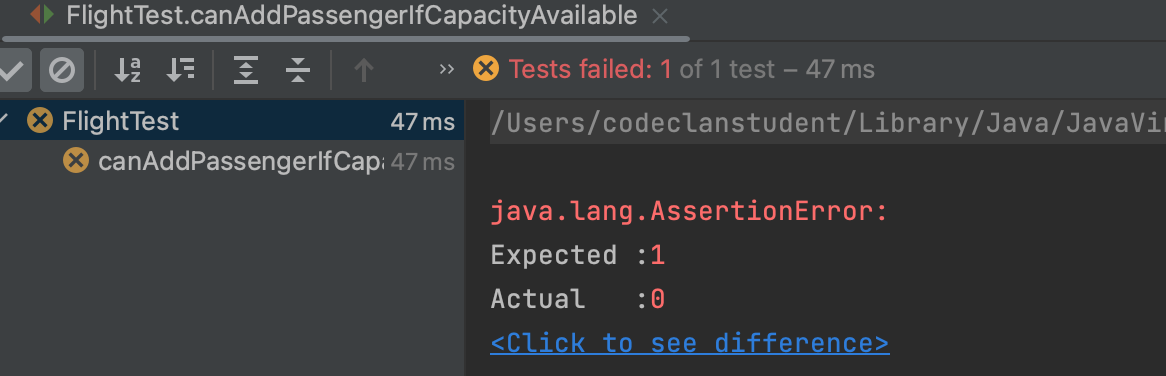 FlightTest.canAddPassengerIfCapacityAvailable
Tests failed: 1 of 1 test – 47 ms
FlightTest 47 ms
canAddPassengerIfCap 47 ms
/Users/codeclanstudent/Library/Java/JavaVir
java.lang.AssertionError:
Expected :1
Actual :0
<Click to see difference>